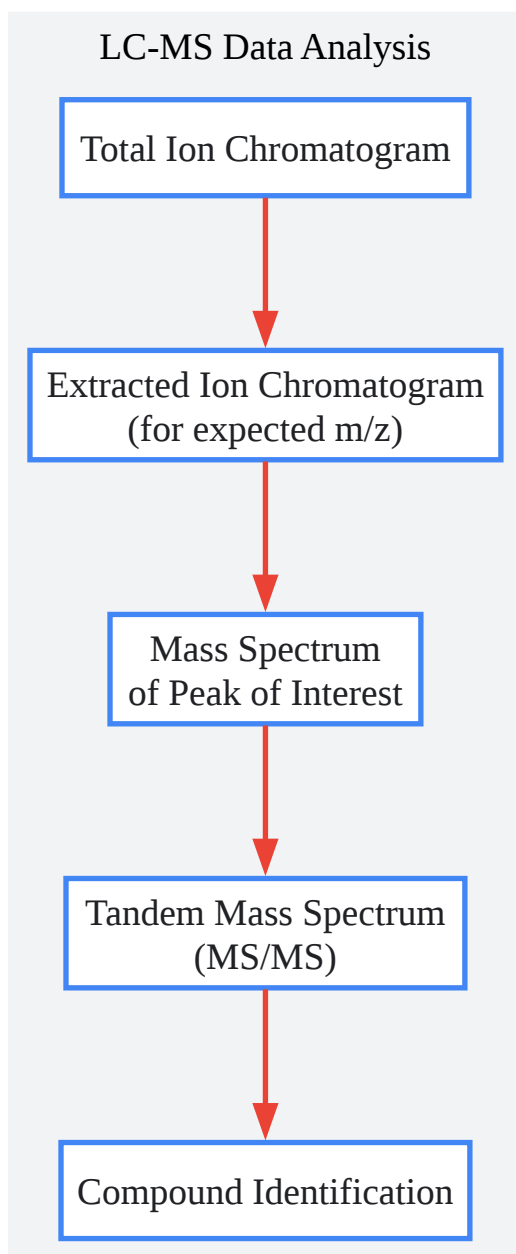 LC-MS Data Analysis
Total Ion Chromatogram
Extracted Ion Chromatogram
(for expected m/z)
Mass Spectrum
of Peak of Interest
Tandem Mass Spectrum
(MS/MS)
Compound Identification